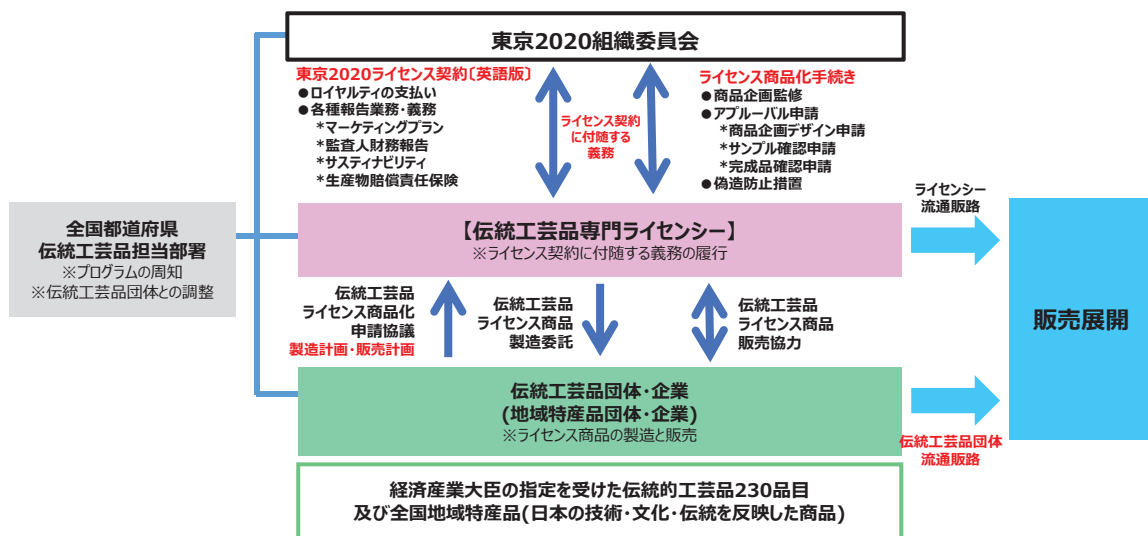 東京2020組織委員会
東京2020ライセンス契約〔英語版〕
●ロイヤルティの支払い
●各種報告業務・義務
*マーケティングプラン
*監査人財務報告
*サスティナビリティ
*生産物賠償責任保険
ライセンス契約
に付随する
義務
ライセンス商品化手続き
●商品企画監修
●アプルーバル申請
*商品企画デザイン申請
*サンプル確認申請
*完成品確認申請
●偽造防止措置
全国都道府県
伝統工芸品担当部署
※プログラムの周知
※伝統工芸品団体との調整
【伝統工芸品専門ライセンシー】
※ライセンス契約に付随する義務の履行
ライセンシー
流通販路
伝統工芸品
ライセンス商品化
申請協議
製造計画・販売計画
伝統工芸品
ライセンス商品
製造委託
伝統工芸品
ライセンス商品
販売協力
販売展開
伝統工芸品団体・企業
(地域特産品団体・企業)
※ライセンス商品の製造と販売
伝統工芸品団体
流通販路
経済産業大臣の指定を受けた伝統的工芸品230品目
及び全国地域特産品(日本の技術・文化・伝統を反映した商品)